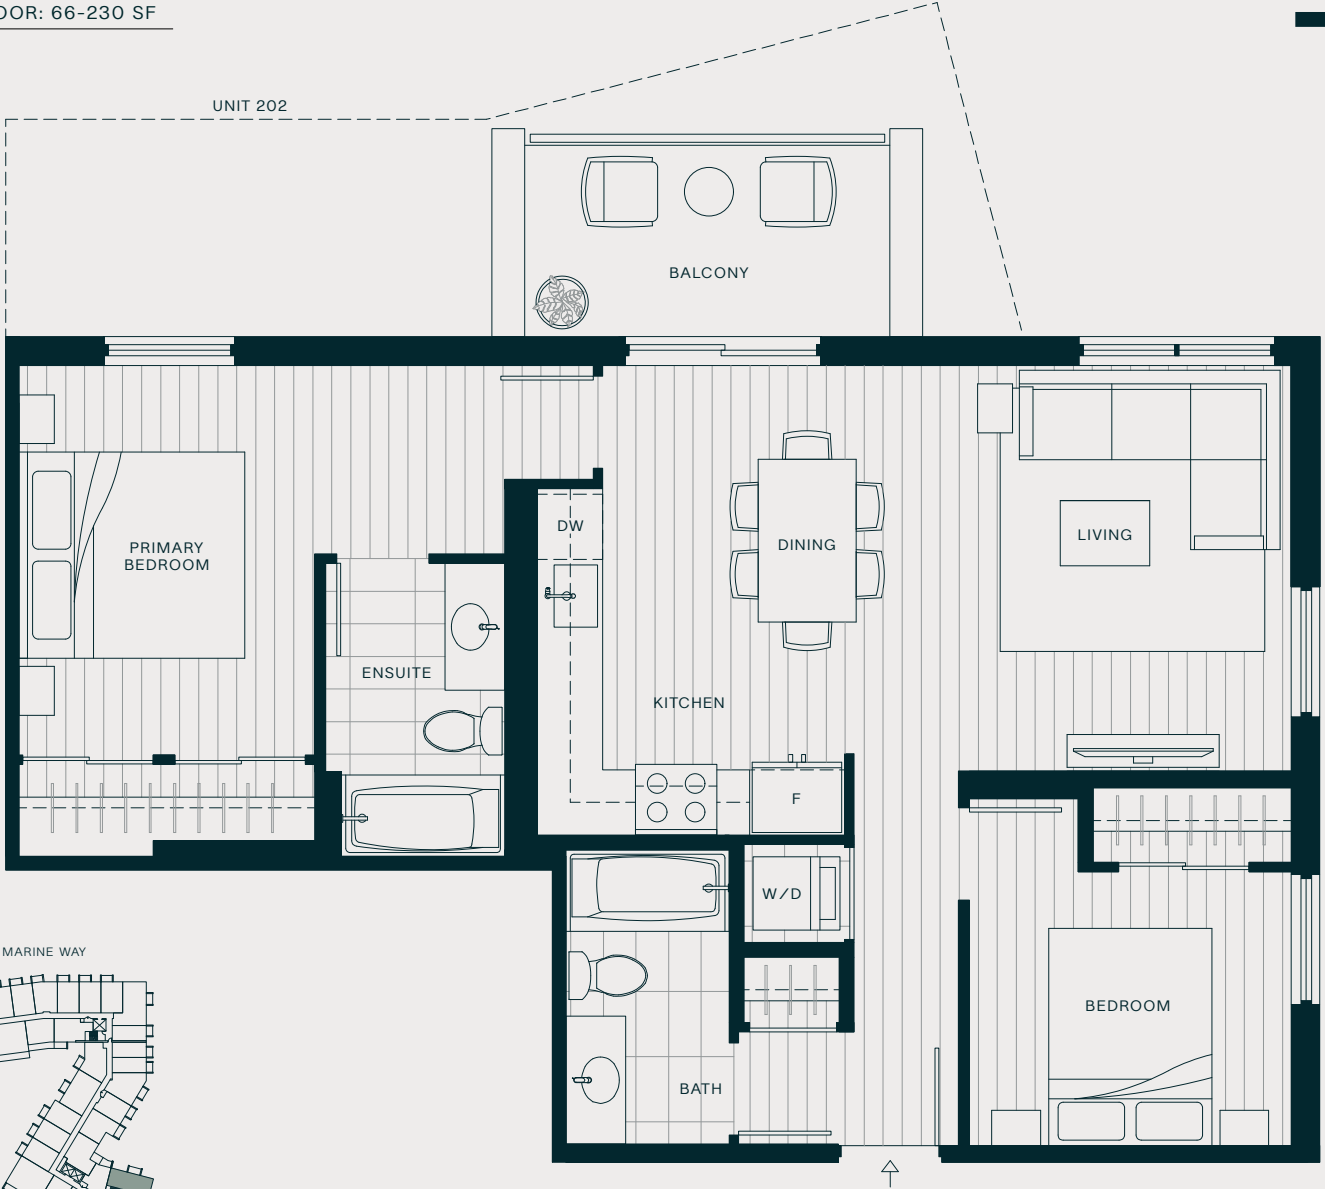 OOR: 66-230 SF
UNIT 202
BALCONY
PRIMARY
BEDROOM
DW
DINING
LIVING
ENSUITE
KITCHEN
F
W/D
MARINE WAY
BEDROOM
BATH